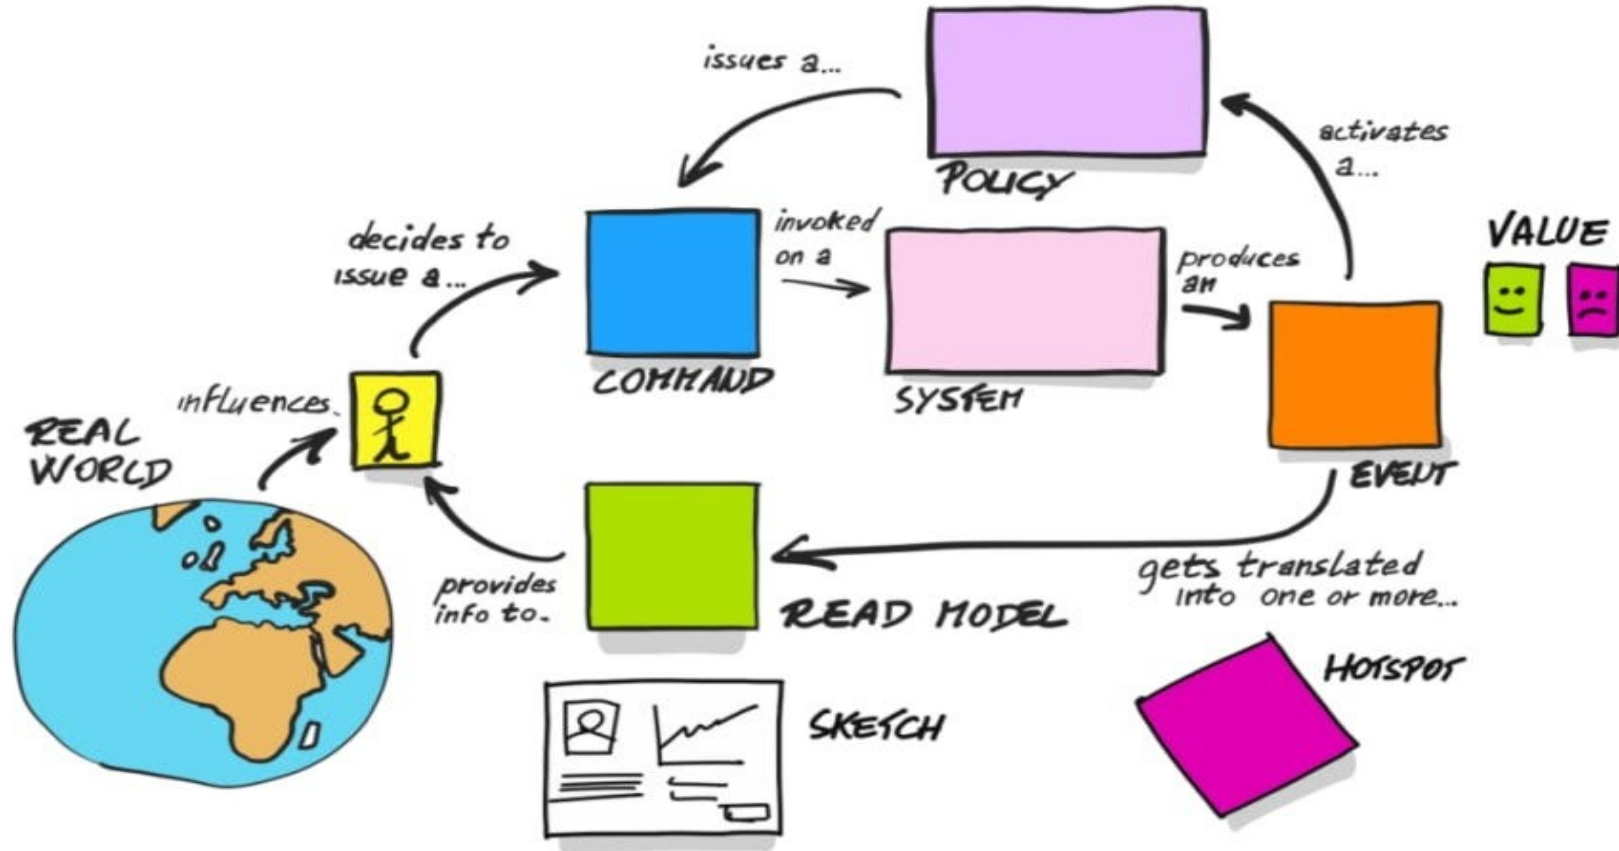 issues a...
POLICY
activates
a...
decides to
issue a...
invoked
on a
COMMAND
SYSTEM
produces
an
VALUE
EVENT
influences.
REAL
WORLD
provides
info to.
READ MODEL
gets translated
into one or more...
SKETCH
HOTSPOT